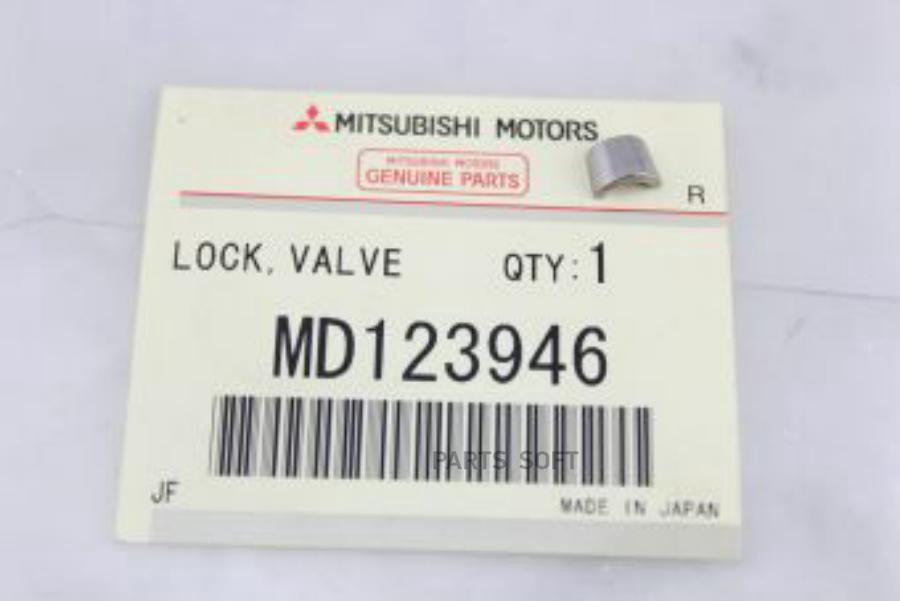 MITSUBISHI MOTORS
MITSUBISHI MOTORS
GENUINE PARTS
R
LOCK, VALVE QTY: 1
MD123946
PARTS SOFT
JF
MADE IN JAPAN